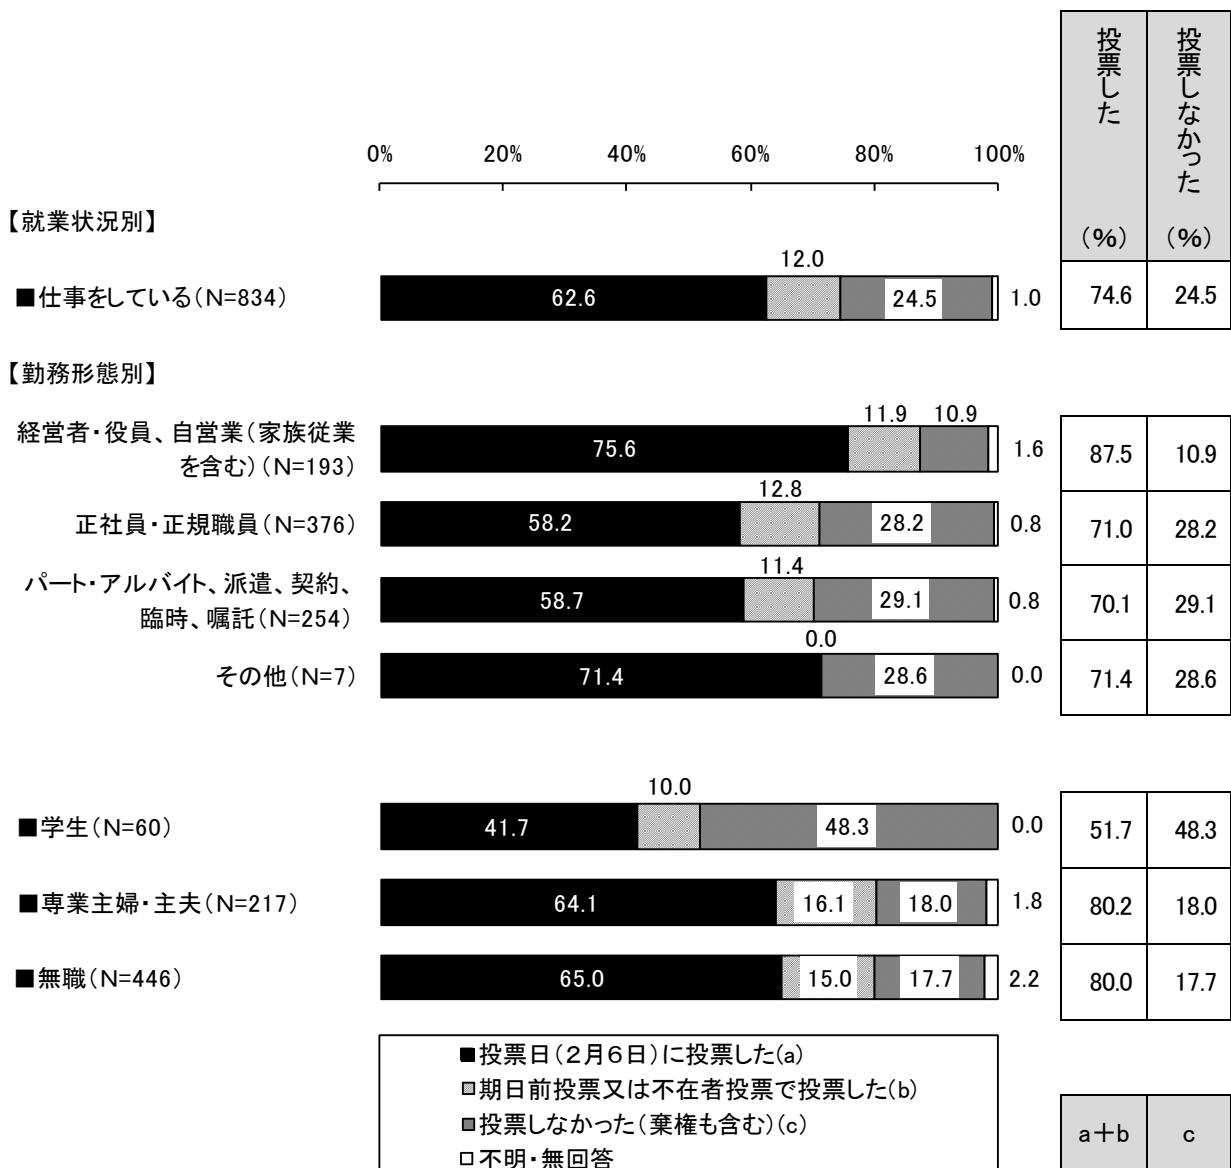 投票した
(%)
投票しなかった
(%)
0% 20% 40% 60% 80% 100%
【就業状況別】
12.0
■仕事をしている(N=834) 62.6 24.5 1.0 74.6 24.5
【勤務形態別】
11.9 10.9
経営者・役員、自営業(家族従業
を含む)(N=193)
75.6 1.6 87.5 10.9
12.8
正社員・正規職員(N=376) 58.2 28.2 0.8 71.0 28.2
11.4
パート・アルバイト、派遣、契約、
臨時、嘱託(N=254)
58.7 29.1 0.8 70.1 29.1
0.0
その他(N=7) 71.4 28.6 0.0 71.4 28.6
10.0
■学生(N=60) 41.7 48.3 0.0 51.7 48.3
■専業主婦・主夫(N=217) 64.1 16.1 18.0 1.8 80.2 18.0
■無職(N=446) 65.0 15.0 17.7 2.2 80.0 17.7
■投票日(2月6日)に投票した(a)
期日前投票又は不在者投票で投票した(b)
■投票しなかった(棄権も含む)(c)
□不明・無回答
a+b c